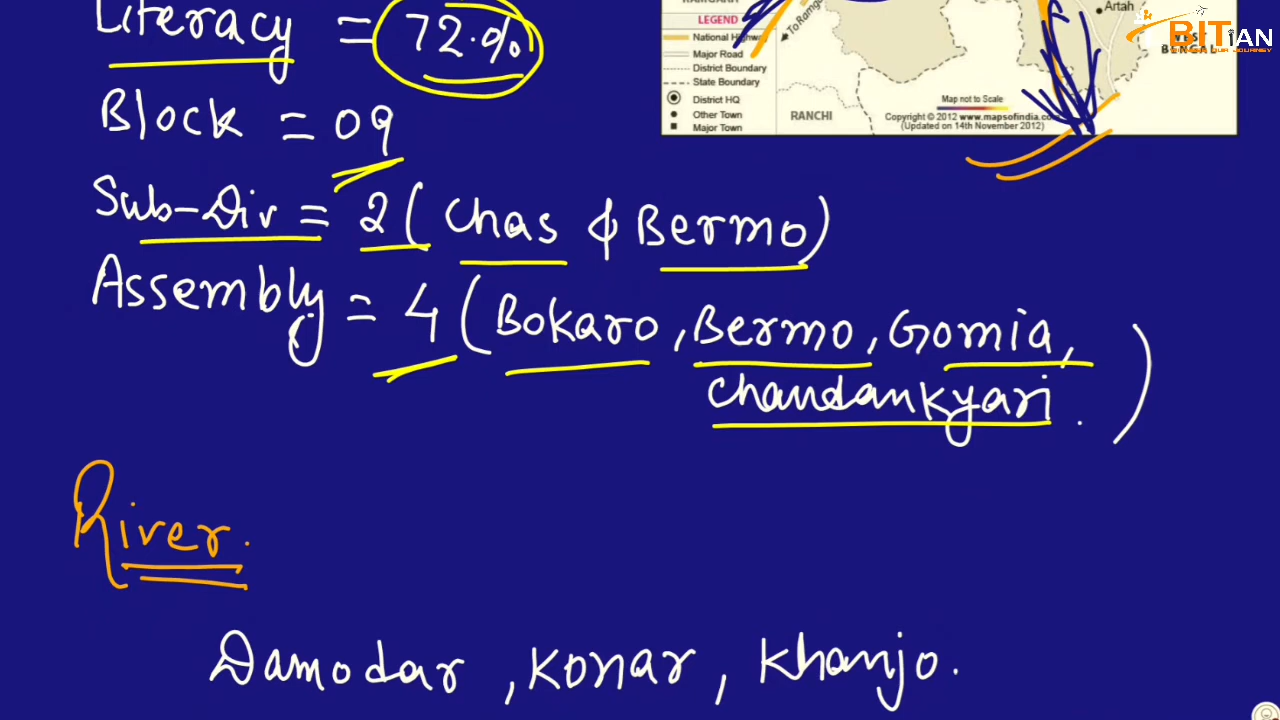 Literacy = 72.%
Block = 09
Sub-Div = 2 ( Chas & Bermo)
Assembly = 4 ( Bokaro, Bermo, Gomia,
Chandankyari. )
River.
Damodar, Konar, Khanjo.
LEGEND
National Highway
Major Road
District Boundary
State Boundary
District HQ
Other Town
Major Town
RANCHI
Artah
WEST
BENGAL
Map not to Scale
Copyright © 2012 www.mapsofindia.com
(Updated on 14th November 2012)
BITIAN